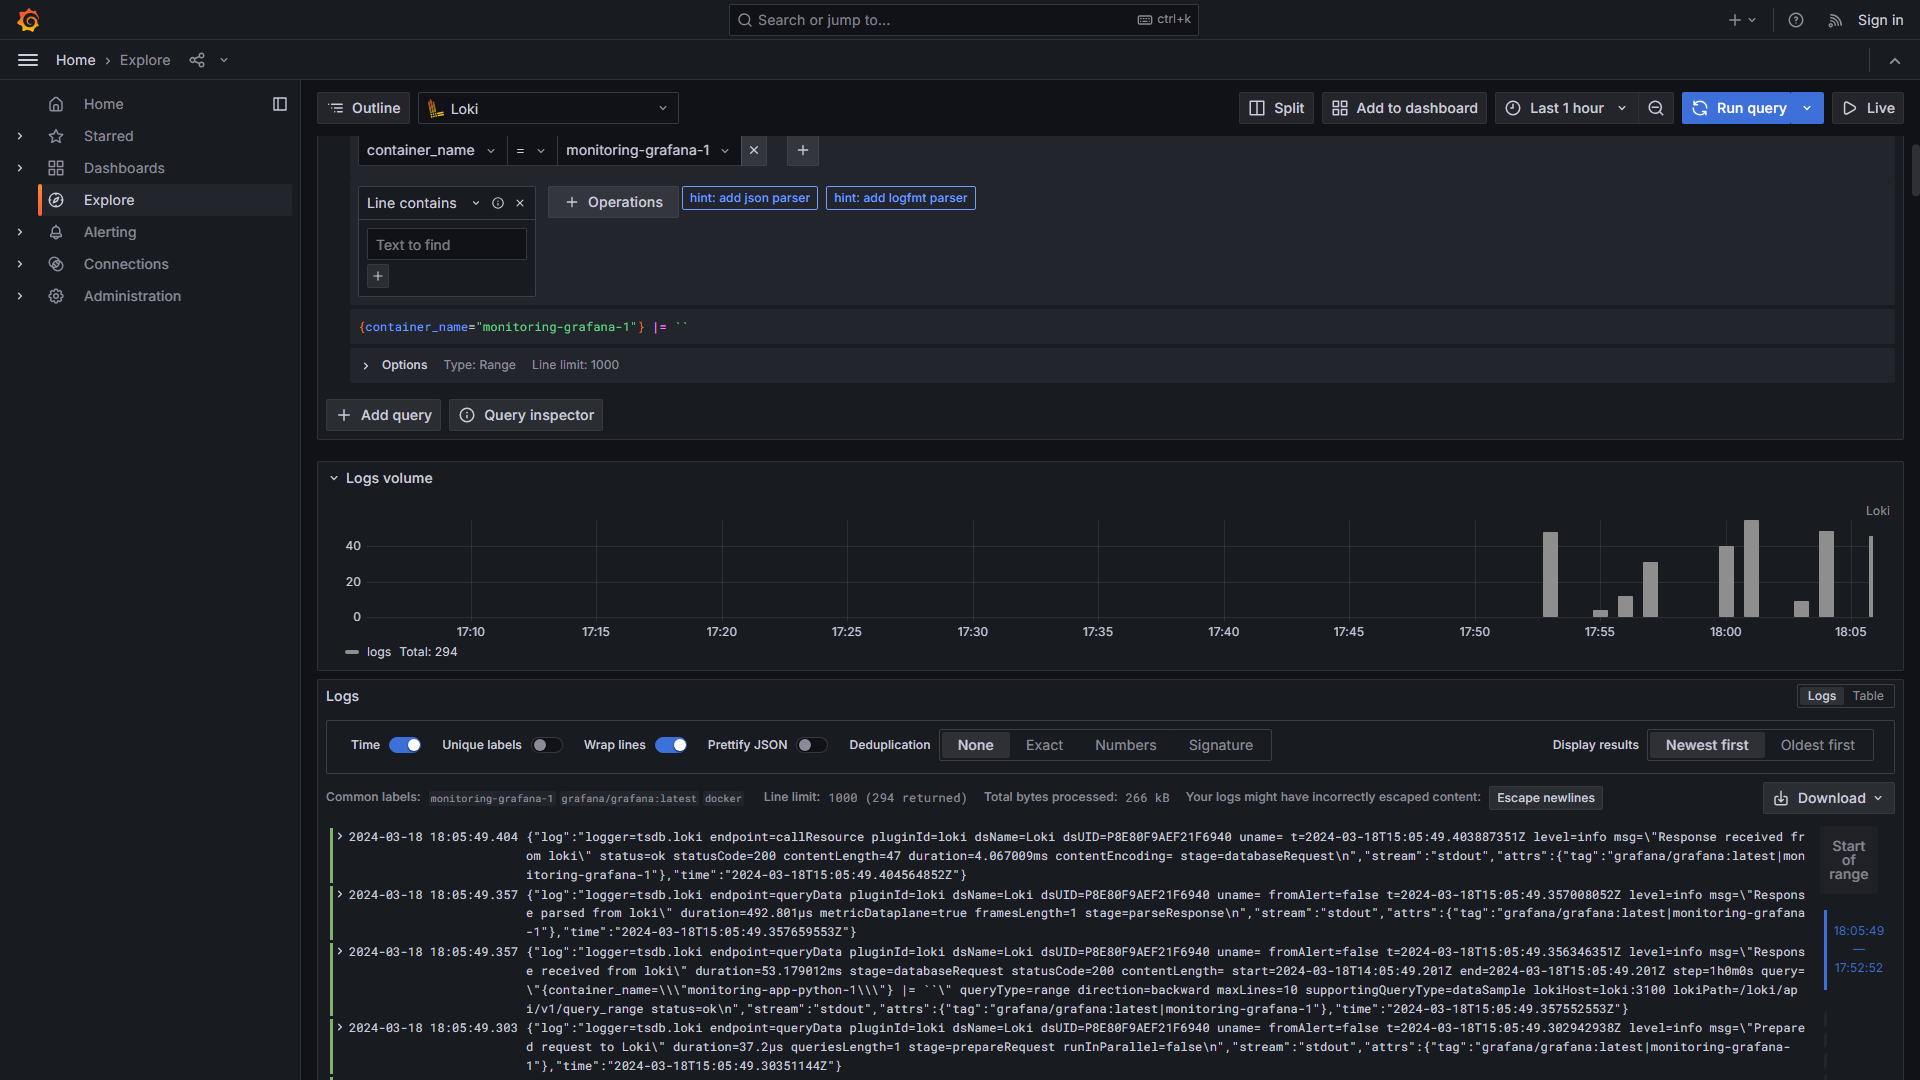 Search or jump to...
ctrl+k
Sign in
Home › Explore
Home
Starred
Dashboards
Explore
Alerting
Connections
Administration
Outline
Loki
Split
Add to dashboard
Last 1 hour
Run query
Live
container_name = monitoring-grafana-1
Line contains
Operations
hint: add json parser
hint: add logfmt parser
Text to find
{container_name="monitoring-grafana-1"} |= ``
Options Type: Range Line limit: 1000
Add query
Query inspector
Logs volume
Loki
40
20
0
17:10 17:15 17:20 17:25 17:30 17:35 17:40 17:45 17:50 17:55 18:00 18:05
logs Total: 294
Logs
Logs Table
Time Unique labels Wrap lines Prettify JSON Deduplication None Exact Numbers Signature Display results Newest first Oldest first
Common labels: monitoring-grafana-1 grafana/grafana:latest docker Line limit: 1000 (294 returned) Total bytes processed: 266 kB Your logs might have incorrectly escaped content: Escape newlines Download
2024-03-18 18:05:49.404 {"log":"logger=tsdb.loki endpoint=callResource pluginId=loki dsName=Loki dsUID=P8E80F9AEF21F6940 uname= t=2024-03-18T15:05:49.403887351Z level=info msg=\"Response received fr
om loki\" status=ok statusCode=200 contentLength=47 duration=4.067009ms contentEncoding= stage=databaseRequest\n","stream":"stdout","attrs":{"tag":"grafana/grafana:latest|mon
itoring-grafana-1"},"time":"2024-03-18T15:05:49.404564852Z"}
2024-03-18 18:05:49.357 {"log":"logger=tsdb.loki endpoint=queryData pluginId=loki dsName=Loki dsUID=P8E80F9AEF21F6940 uname= fromAlert=false t=2024-03-18T15:05:49.357008052Z level=info msg=\"Respons
e parsed from loki\" duration=492.801µs metricDataplane=true framesLength=1 stage=parseResponse\n","stream":"stdout","attrs":{"tag":"grafana/grafana:latest|monitoring-grafana
-1"},"time":"2024-03-18T15:05:49.357659553Z"}
2024-03-18 18:05:49.357 {"log":"logger=tsdb.loki endpoint=queryData pluginId=loki dsName=Loki dsUID=P8E80F9AEF21F6940 uname= fromAlert=false t=2024-03-18T15:05:49.356346351Z level=info msg=\"Respons
e received from loki\" duration=53.179012ms stage=databaseRequest statusCode=200 contentLength= start=2024-03-18T14:05:49.201Z end=2024-03-18T15:05:49.201Z step=1h0m0s query=
\"{container_name=\\\"monitoring-app-python-1\\\"} |= ``\" queryType=range direction=backward maxLines=10 supportingQueryType=dataSample lokiHost=loki:3100 lokiPath=/loki/ap
i/v1/query_range status=ok\n","stream":"stdout","attrs":{"tag":"grafana/grafana:latest|monitoring-grafana-1"},"time":"2024-03-18T15:05:49.357552553Z"}
2024-03-18 18:05:49.303 {"log":"logger=tsdb.loki endpoint=queryData pluginId=loki dsName=Loki dsUID=P8E80F9AEF21F6940 uname= fromAlert=false t=2024-03-18T15:05:49.302942938Z level=info msg=\"Prepar
ed request to Loki\" duration=37.2µs queriesLength=1 stage=prepareRequest runInParallel=false\n","stream":"stdout","attrs":{"tag":"grafana/grafana:latest|monitoring-grafana-
1"},"time":"2024-03-18T15:05:49.30351144Z"}
Start
of
range
18:05:49
—
17:52:52